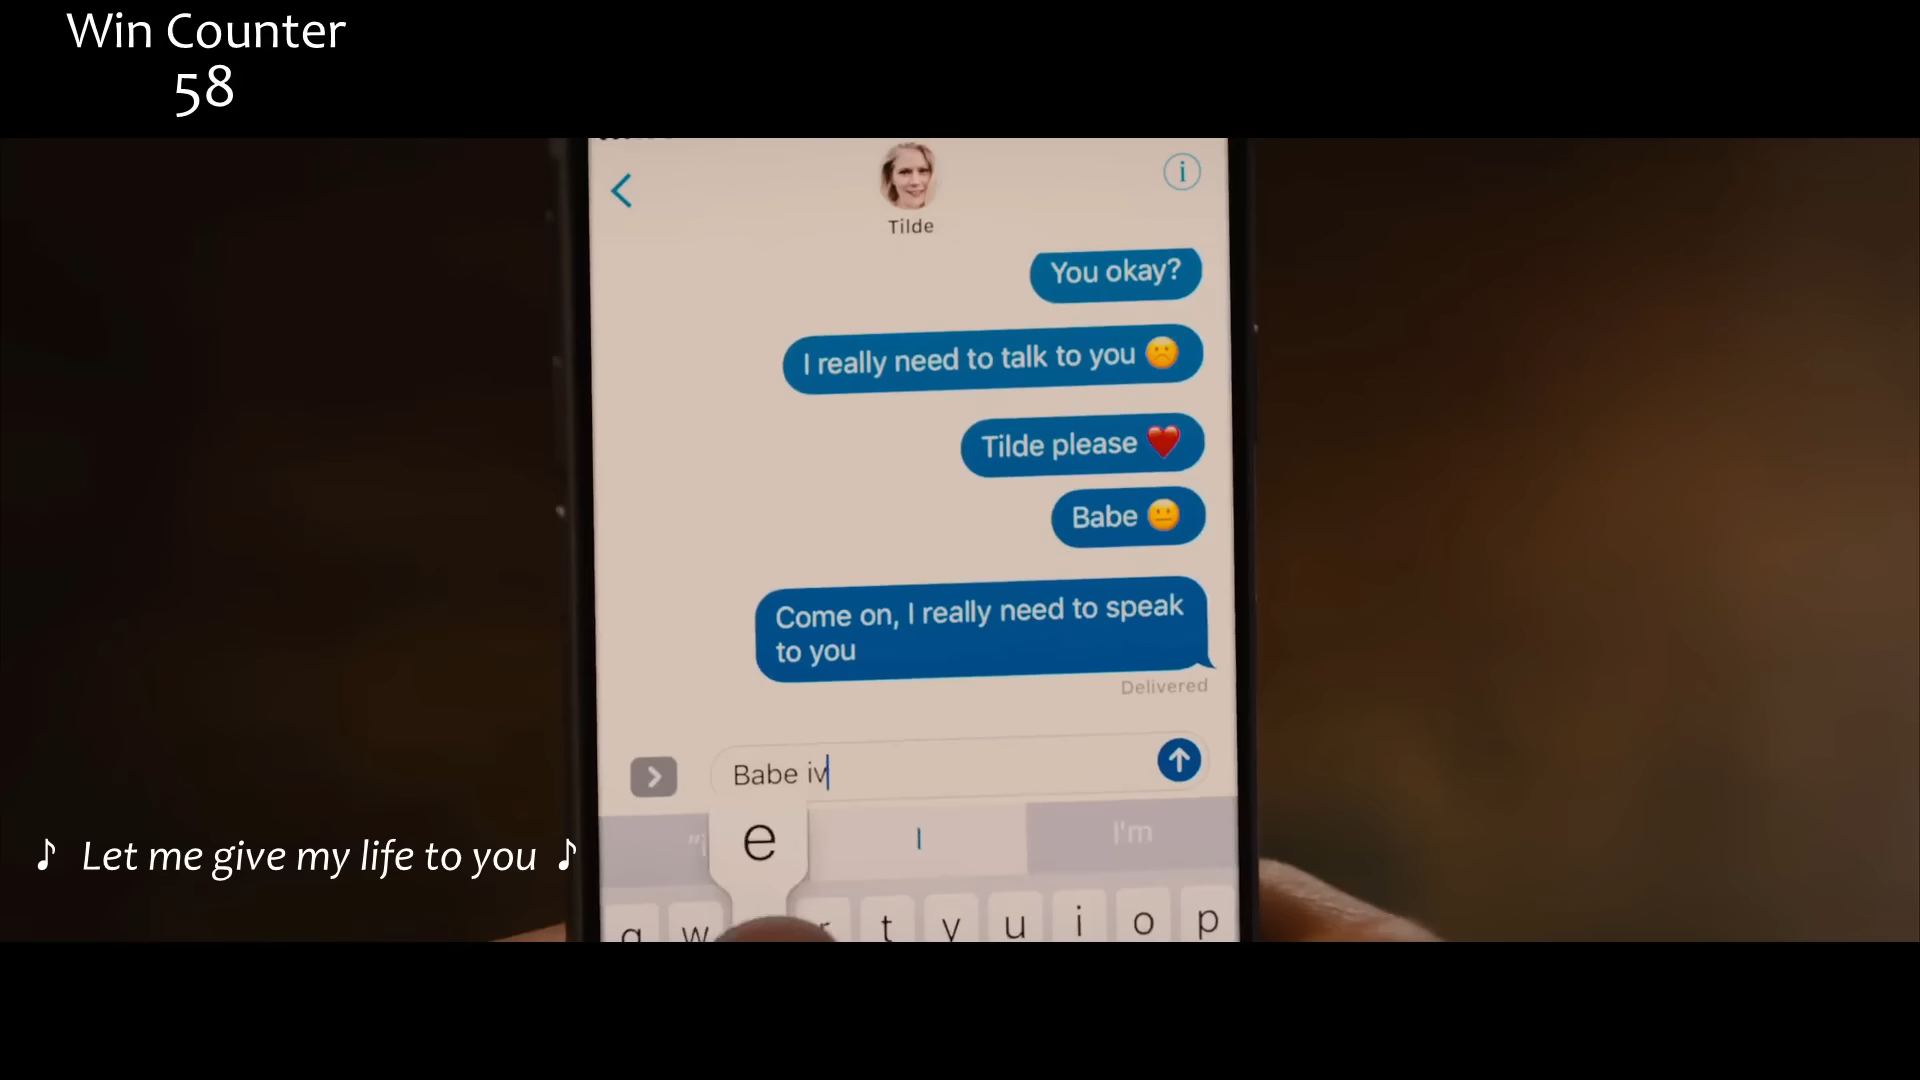 Win Counter
58
Tilde
You okay?
I really need to talk to you ☹️
Tilde please ❤️
Babe 😐
Come on, I really need to speak
to you
Delivered
Babe iv
e
I
I'm
♪ Let me give my life to you ♪
q w r t y u i o p